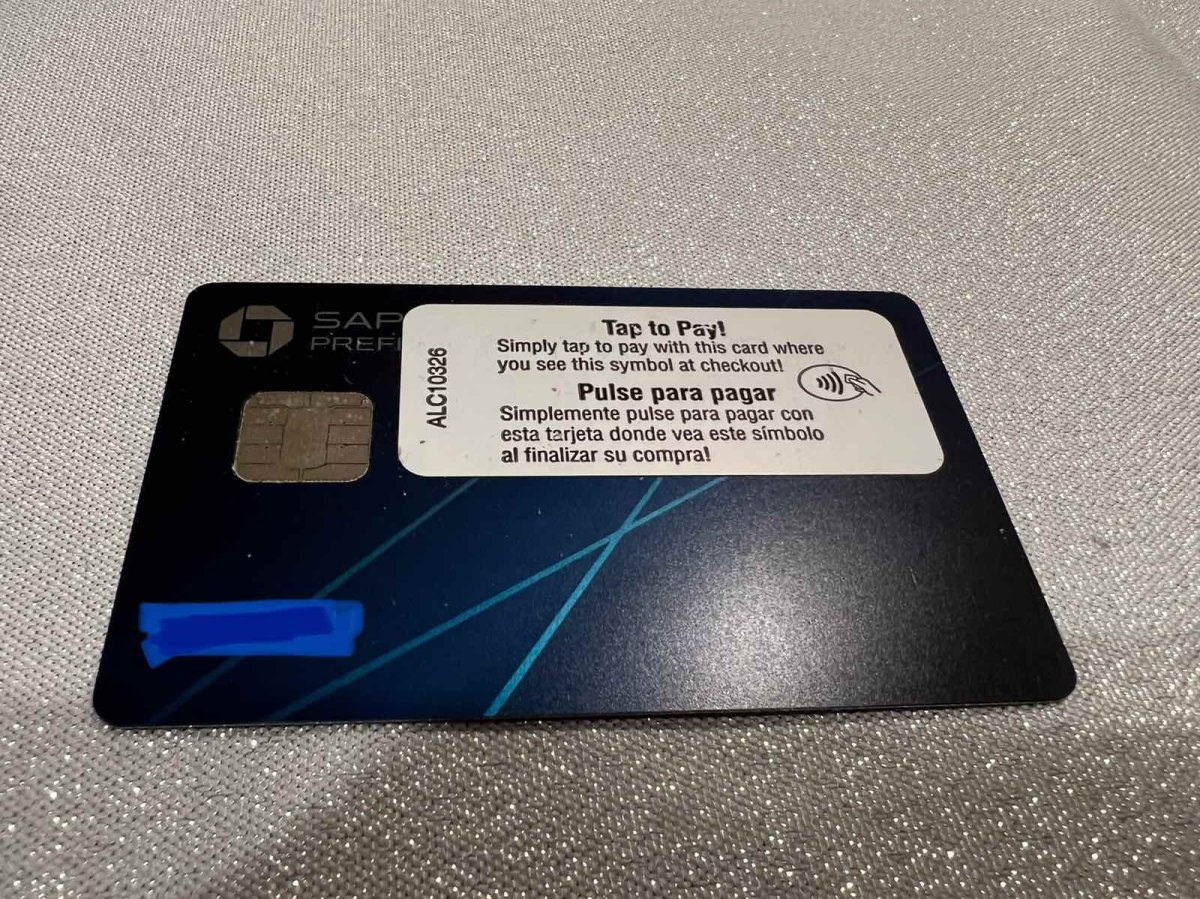 SAP
PREF
ALC10326
Tap to Pay!
Simply tap to pay with this card where
you see this symbol at checkout!
Pulse para pagar
Simplemente pulse para pagar con
esta tarjeta donde vea este símbolo
al finalizar su compra!